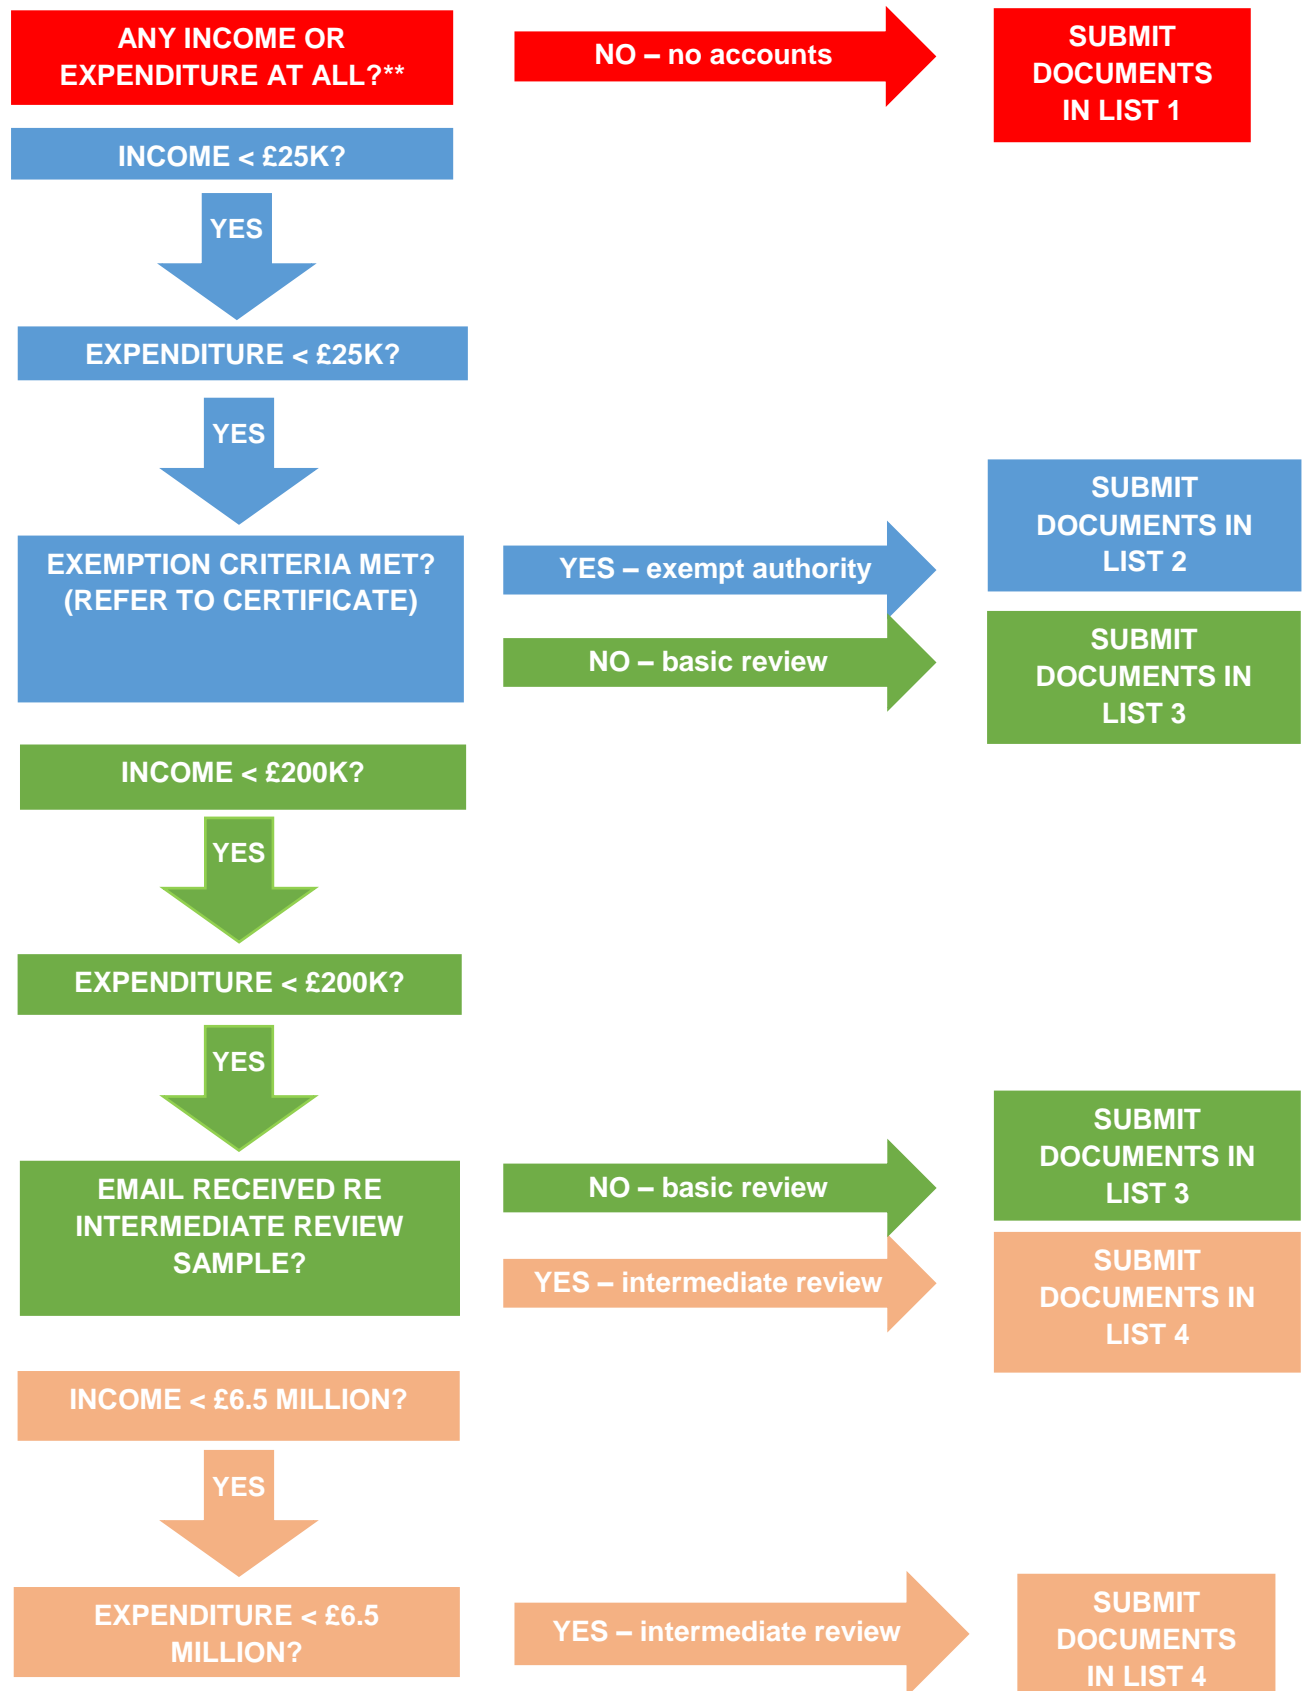 ANY INCOME OR
EXPENDITURE AT ALL?**
NO – no accounts
SUBMIT
DOCUMENTS
IN LIST 1
INCOME < £25K?
YES
EXPENDITURE < £25K?
YES
EXEMPTION CRITERIA MET?
(REFER TO CERTIFICATE)
YES – exempt authority
SUBMIT
DOCUMENTS IN
LIST 2
NO – basic review
SUBMIT
DOCUMENTS IN
LIST 3
INCOME < £200K?
YES
EXPENDITURE < £200K?
YES
EMAIL RECEIVED RE
INTERMEDIATE REVIEW
SAMPLE?
NO – basic review
SUBMIT
DOCUMENTS IN
LIST 3
YES – intermediate review
SUBMIT
DOCUMENTS IN
LIST 4
INCOME < £6.5 MILLION?
YES
EXPENDITURE < £6.5
MILLION?
YES – intermediate review
SUBMIT
DOCUMENTS
IN LIST 4